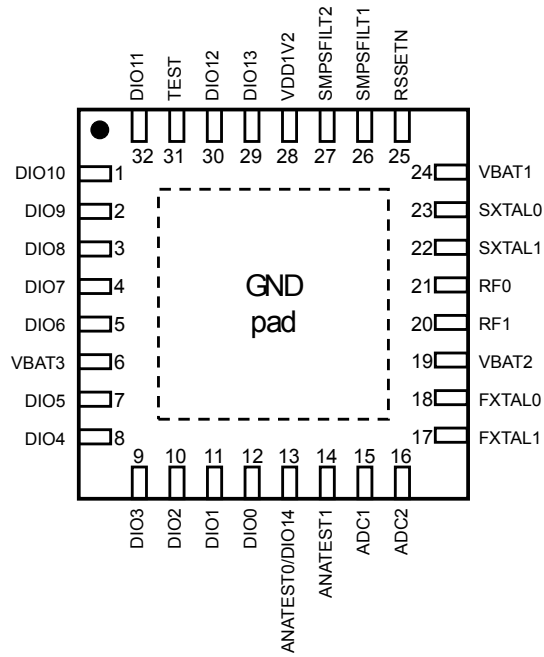 DIO11
TEST
DIO12
DIO13
VDD1V2
SMPSFILT2
SMPSFILT1
RSSETN
32 31 30 29 28 27 26 25
DIO10 1
DIO9 2
DIO8 3
DIO7 4
DIO6 5
VBAT3 6
DIO5 7
DIO4 8
GND
pad
24 VBAT1
23 SXTAL0
22 SXTAL1
21 RF0
20 RF1
19 VBAT2
18 FXTAL0
17 FXTAL1
9 10 11 12 13 14 15 16
DIO3
DIO2
DIO1
DIO0
ANATEST0/DIO14
ANATEST1
ADC1
ADC2